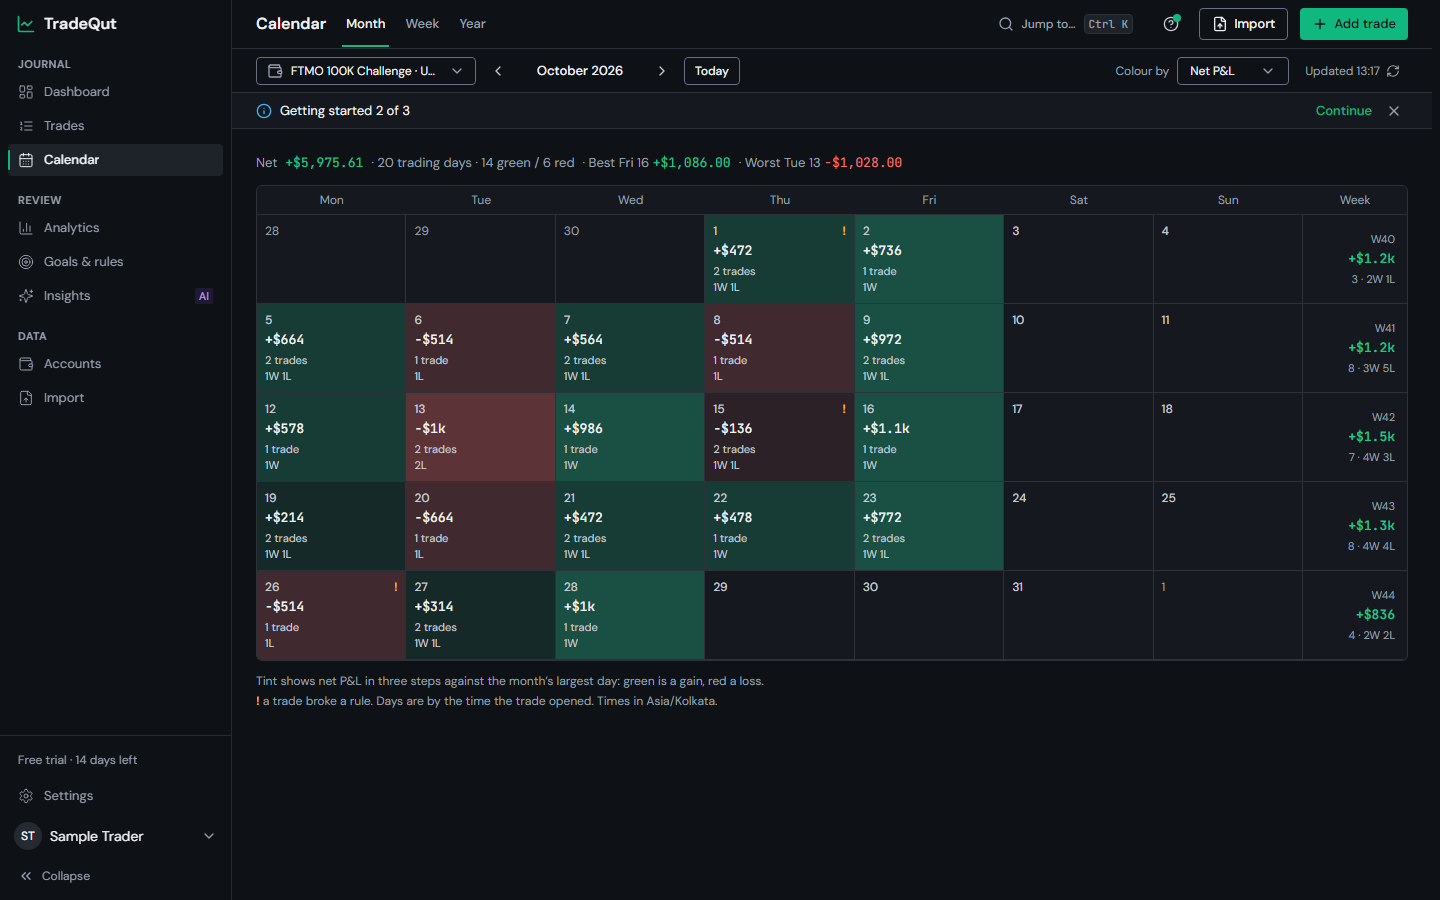 TradeQut
JOURNAL
Dashboard
Trades
Calendar
REVIEW
Analytics
Goals & rules
Insights AI
DATA
Accounts
Import
Free trial · 14 days left
Settings
ST Sample Trader
Collapse
Calendar Month Week Year
Jump to... Ctrl K
Import
+ Add trade
FTMO 100K Challenge · U...
October 2026
Today
Colour by Net P&L
Updated 13:17
Getting started 2 of 3
Continue
Net +$5,975.61 · 20 trading days · 14 green / 6 red · Best Fri 16 +$1,086.00 · Worst Tue 13 -$1,028.00
Mon Tue Wed Thu Fri Sat Sun Week
28
29
30
1 !
+$472
2 trades
1W 1L
2
+$736
1 trade
1W
3
4
W40
+$1.2k
3 · 2W 1L
5
+$664
2 trades
1W 1L
6
-$514
1 trade
1L
7
+$564
2 trades
1W 1L
8
-$514
1 trade
1L
9
+$972
2 trades
1W 1L
10
11
W41
+$1.2k
8 · 3W 5L
12
+$578
1 trade
1W
13
-$1k
2 trades
2L
14
+$986
1 trade
1W
15 !
-$136
2 trades
1W 1L
16
+$1.1k
1 trade
1W
17
18
W42
+$1.5k
7 · 4W 3L
19
+$214
2 trades
1W 1L
20
-$664
1 trade
1L
21
+$472
2 trades
1W 1L
22
+$478
1 trade
1W
23
+$772
2 trades
1W 1L
24
25
W43
+$1.3k
8 · 4W 4L
26 !
-$514
1 trade
1L
27
+$314
2 trades
1W 1L
28
+$1k
1 trade
1W
29
30
31
1
W44
+$836
4 · 2W 2L
Tint shows net P&L in three steps against the month's largest day: green is a gain, red a loss.
! a trade broke a rule. Days are by the time the trade opened. Times in Asia/Kolkata.